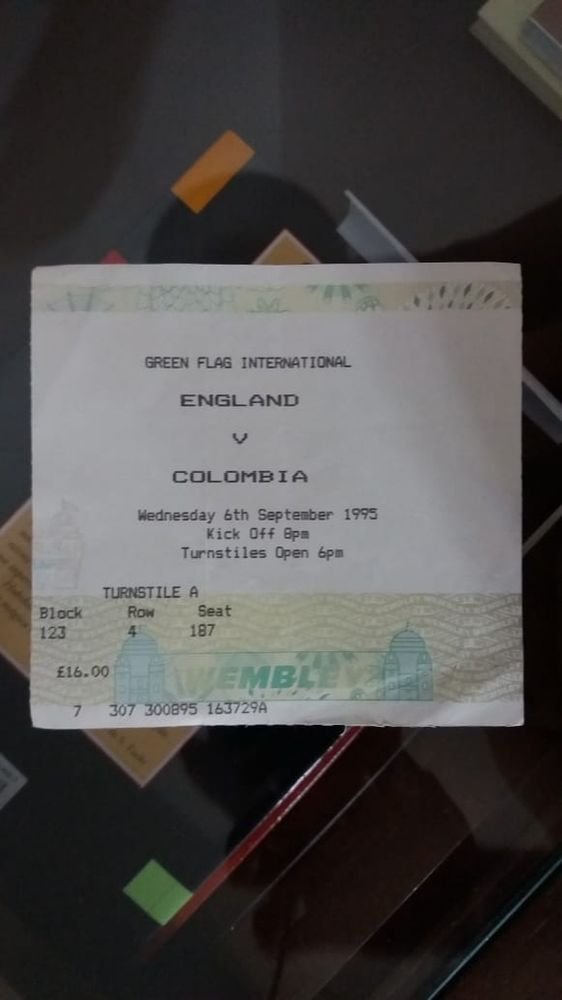 GREEN FLAG INTERNATIONAL
ENGLAND
V
COLOMBIA
Wednesday 6th September 1995
Kick Off 8pm
Turnstiles Open 6pm
TURNSTILE A
Block Row Seat
123 4 187
£16.00 WEMBLEY
7 307 300895 163729A